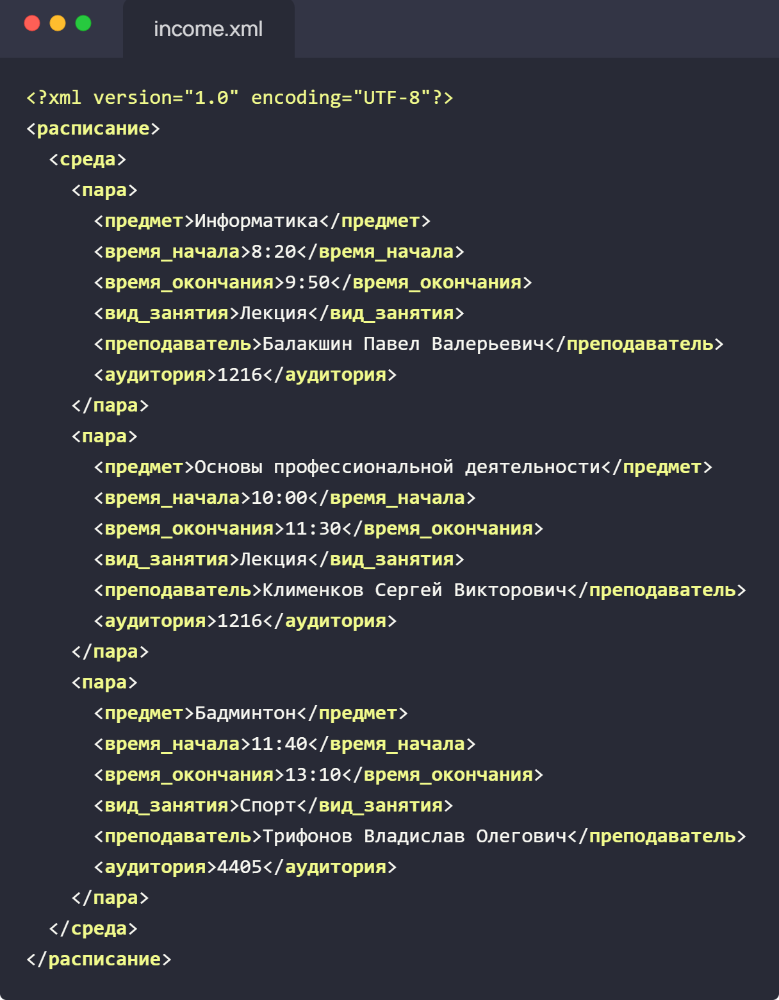 income.xml
<?xml version="1.0" encoding="UTF-8"?>
<расписание>
  <среда>
    <пара>
      <предмет>Информатика</предмет>
      <время_начала>8:20</время_начала>
      <время_окончания>9:50</время_окончания>
      <вид_занятия>Лекция</вид_занятия>
      <преподаватель>Балакшин Павел Валерьевич</преподаватель>
      <аудитория>1216</аудитория>
    </пара>
    <пара>
      <предмет>Основы профессиональной деятельности</предмет>
      <время_начала>10:00</время_начала>
      <время_окончания>11:30</время_окончания>
      <вид_занятия>Лекция</вид_занятия>
      <преподаватель>Клименков Сергей Викторович</преподаватель>
      <аудитория>1216</аудитория>
    </пара>
    <пара>
      <предмет>Бадминтон</предмет>
      <время_начала>11:40</время_начала>
      <время_окончания>13:10</время_окончания>
      <вид_занятия>Спорт</вид_занятия>
      <преподаватель>Трифонов Владислав Олегович</преподаватель>
      <аудитория>4405</аудитория>
    </пара>
  </среда>
</расписание>